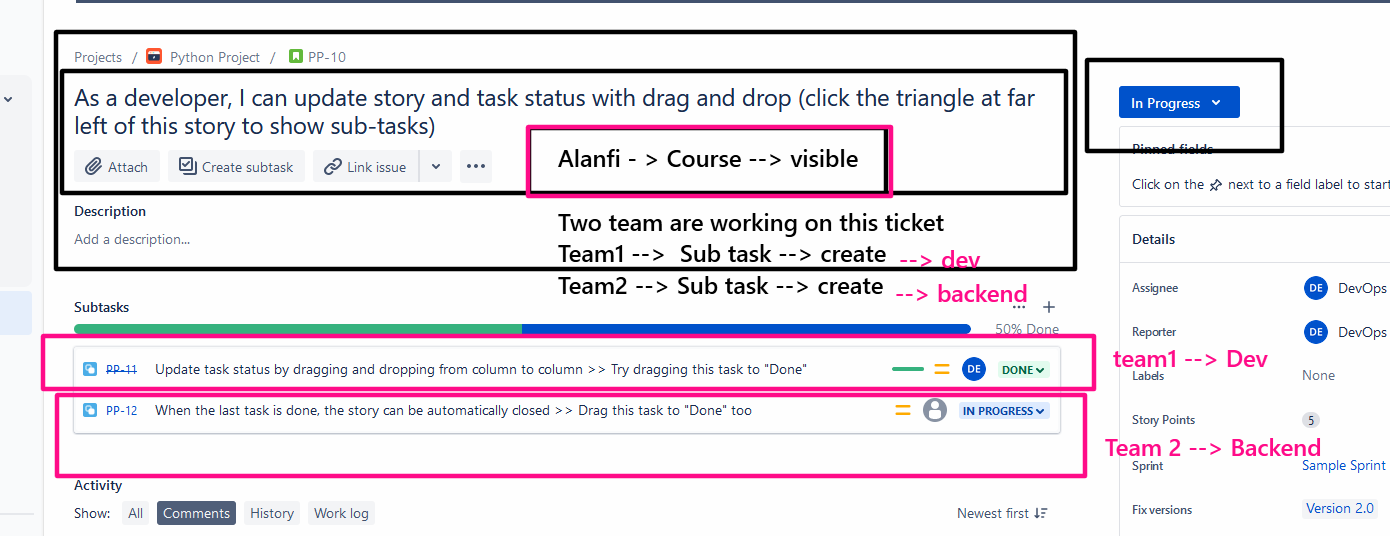 Projects / Python Project / PP-10
As a developer, I can update story and task status with drag and drop (click the triangle at far
left of this story to show sub-tasks)
Attach Create subtask Link issue
Alanfi - > Course --> visible
Description
Add a description...
Two team are working on this ticket
Team1 --> Sub task --> create --> dev
Team2 --> Sub task --> create --> backend
Subtasks
50% Done
PP-11 Update task status by dragging and dropping from column to column >> Try dragging this task to "Done" DE DONE
PP-12 When the last task is done, the story can be automatically closed >> Drag this task to "Done" too IN PROGRESS
Activity
Show: All Comments History Work log Newest first
In Progress
Pinned fields
Click on the next to a field label to start
Details
Assignee DE DevOps
Reporter DE DevOps
team1 --> Dev
Labels None
Story Points 5
Team 2 --> Backend
Sprint Sample Sprint
Fix versions Version 2.0